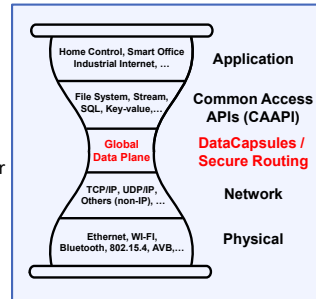 Home Control, Smart Office
Industrial Internet, ...
Application
File System, Stream,
SQL, Key-value,...
Common Access
APIs (CAAPI)
Global
Data Plane
DataCapsules /
Secure Routing
r
TCP/IP, UDP/IP,
Others (non-IP), ...
Network
Ethernet, WI-FI,
Bluetooth, 802.15.4, AVB,...
Physical